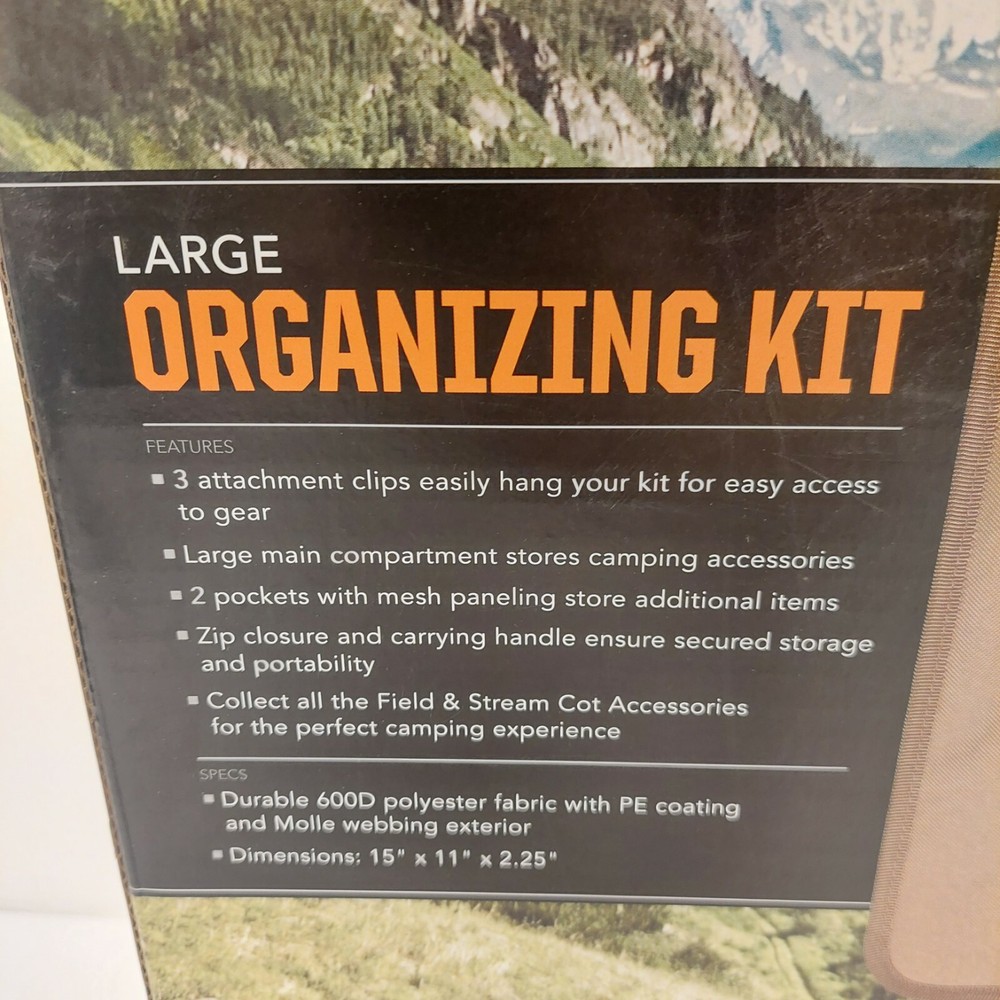 LARGE
ORGANIZING KIT
FEATURES
▪ 3 attachment clips easily hang your kit for easy access
to gear
▪ Large main compartment stores camping accessories
▪ 2 pockets with mesh paneling store additional items
▪ Zip closure and carrying handle ensure secured storage
and portability
▪ Collect all the Field & Stream Cot Accessories
for the perfect camping experience
SPECS
▪ Durable 600D polyester fabric with PE coating
and Molle webbing exterior
▪ Dimensions: 15" x 11" x 2.25"